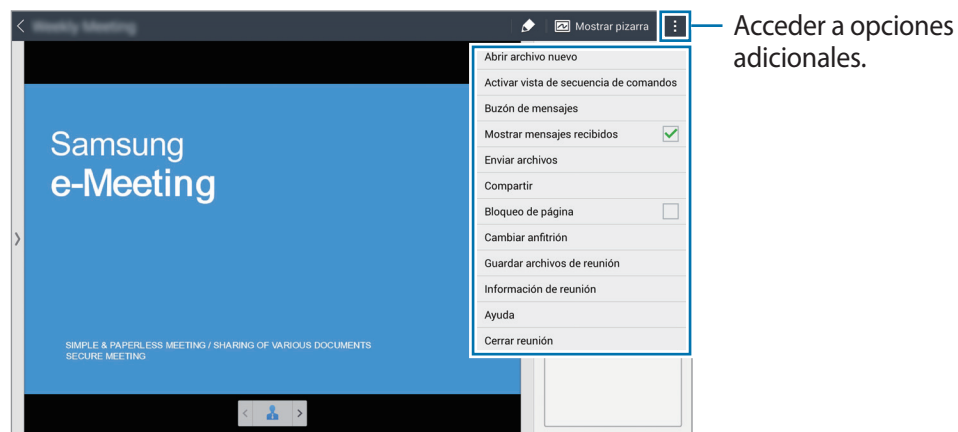 Mostrar pizarra
Acceder a opciones
adicionales.
Abrir archivo nuevo
Activar vista de secuencia de comandos
Buzón de mensajes
Mostrar mensajes recibidos
Enviar archivos
Compartir
Bloqueo de página
Cambiar anfitrión
Guardar archivos de reunión
Información de reunión
Ayuda
Cerrar reunión
Samsung
e-Meeting
SIMPLE & PAPERLESS MEETING / SHARING OF VARIOUS DOCUMENTS
SECURE MEETING